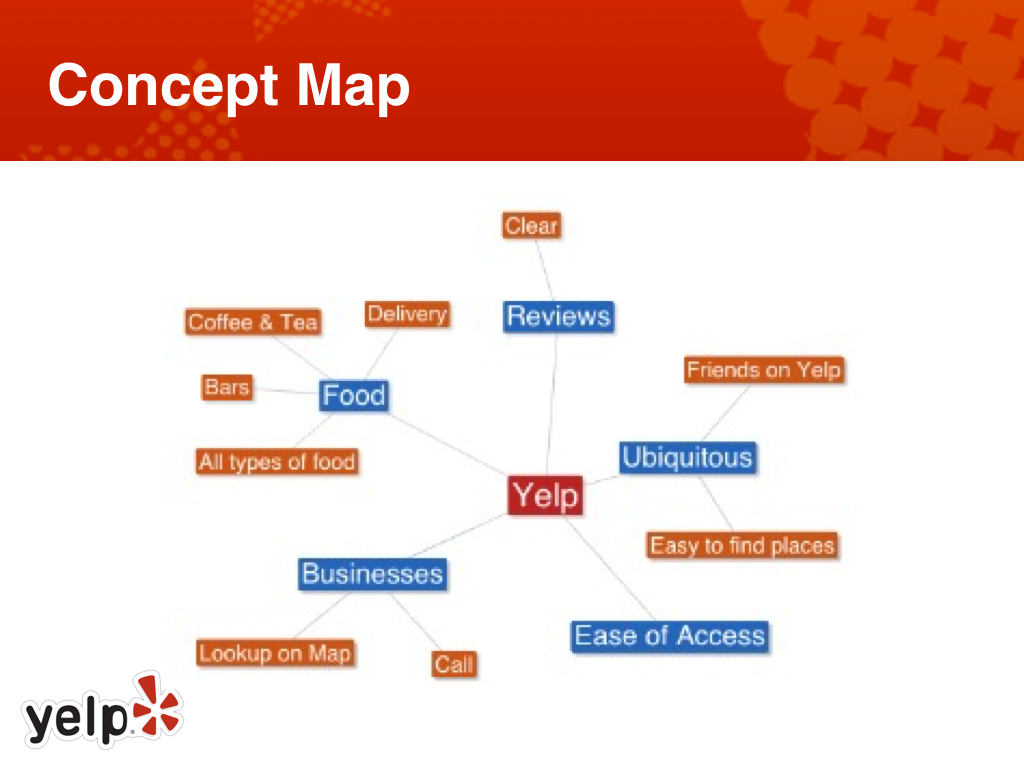 Concept Map
Clear
Coffee & Tea
Delivery
Reviews
Bars
Food
Friends on Yelp
All types of food
Ubiquitous
Yelp
Easy to find places
Businesses
Ease of Access
Lookup on Map
Call
yelp